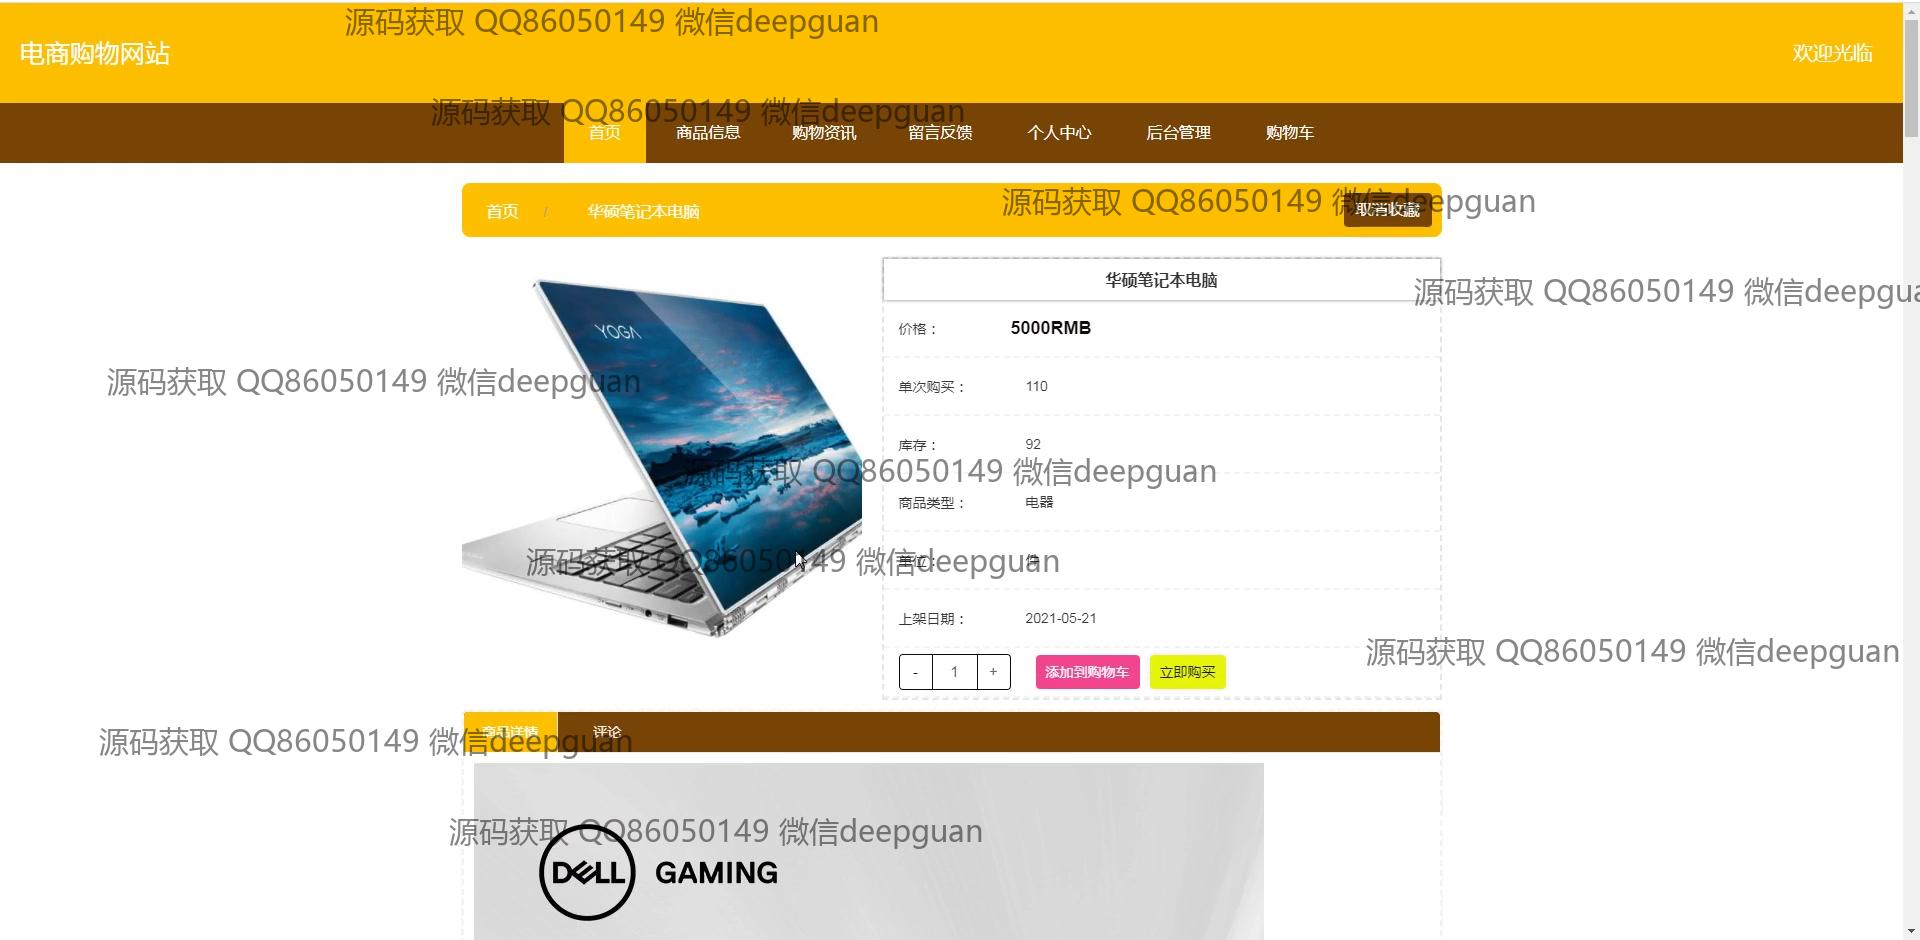 源码获取 QQ86050149 微信deepguan
电商购物网站
欢迎光临
源码获取 QQ86050149 微信deepguan
首页 商品信息 购物资讯 留言反馈 个人中心 后台管理 购物车
源码获取 QQ86050149 微信deepguan
首页 / 华硕笔记本电脑 取消收藏
华硕笔记本电脑
源码获取 QQ86050149 微信deepgua
YOGA
价格： 5000RMB
源码获取 QQ86050149 微信deepguan
单次购买： 110
库存： 92
源码获取 QQ86050149 微信deepguan
商品类型： 电器
源码获取 QQ86050149 微信deepguan
单位： 件
上架日期： 2021-05-21
源码获取 QQ86050149 微信deepguan
- 1 + 添加到购物车 立即购买
商品详情 评论
源码获取 QQ86050149 微信deepguan
源码获取 QQ86050149 微信deepguan
DELL GAMING